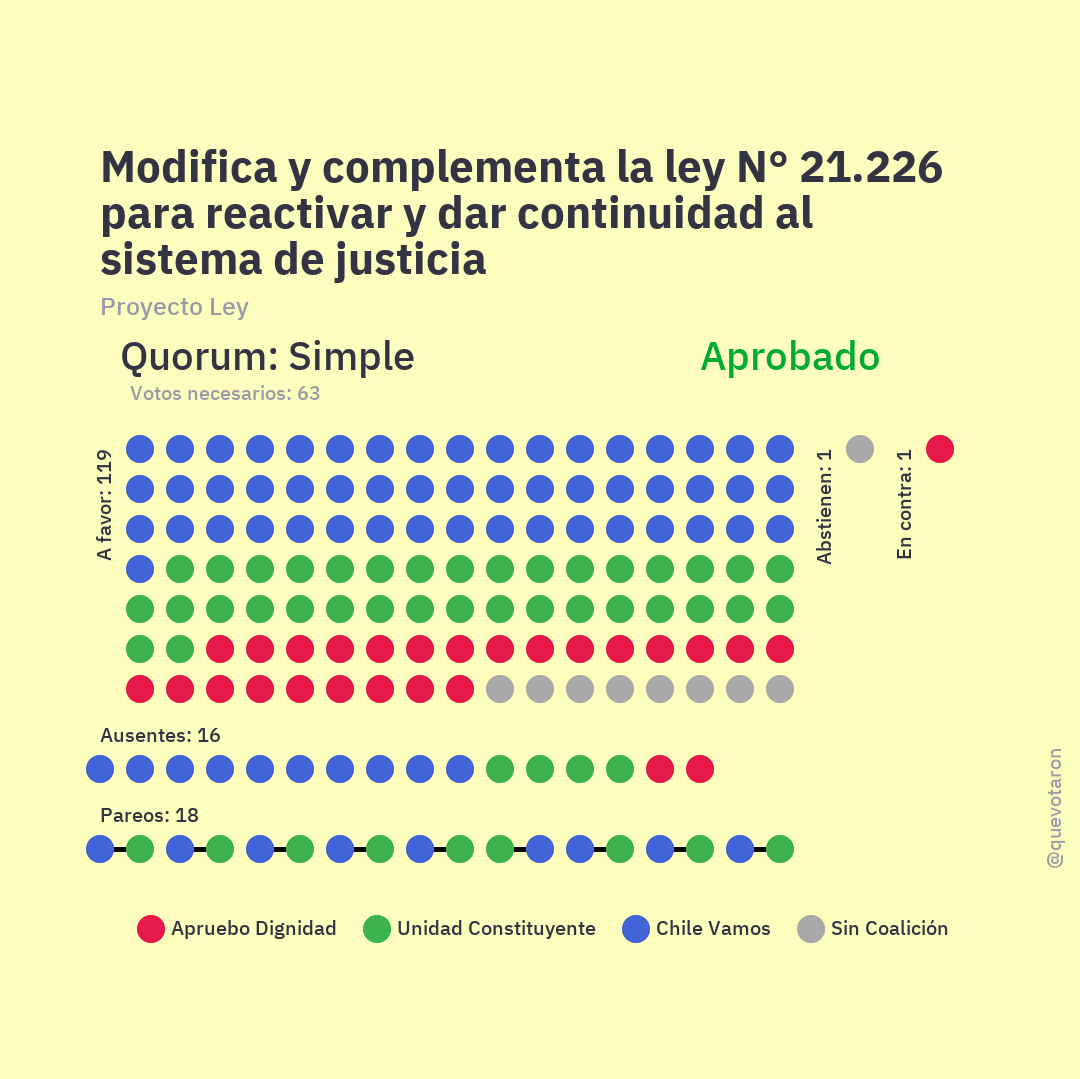 Modifica y complementa la ley N° 21.226
para reactivar y dar continuidad al
sistema de justicia
Proyecto Ley
Quorum: Simple
Aprobado
Votos necesarios: 63
A favor: 119
Abstienen: 1
En contra: 1
Ausentes: 16
Pareos: 18
@quevotaron
Apruebo Dignidad
Unidad Constituyente
Chile Vamos
Sin Coalición